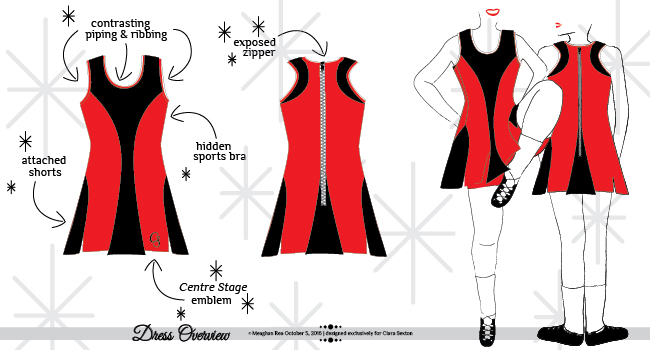 contrasting
piping & ribbing
exposed
zipper
hidden
sports bra
attached
shorts
Centre Stage
emblem
Dress Overview
©Meaghan Rea October 5, 2016 | designed exclusively for Clara Sexton